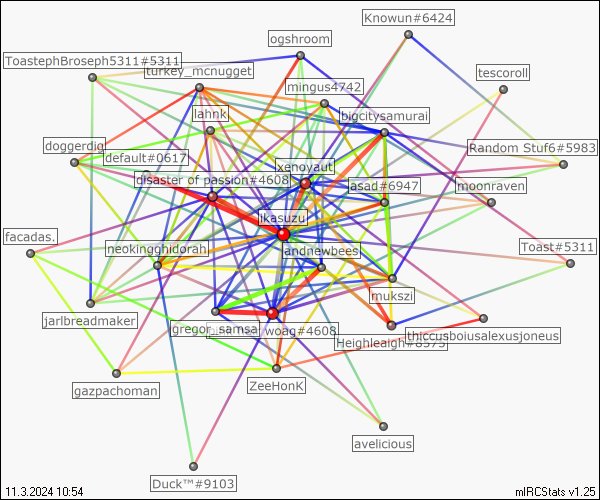 Knowun#6424
ogshroom
ToastephBroseph5311#5311
turkey_mcnugget
tescoroll
mingus4742
lahnk
bigcitysamurai
doggerdig
default#0617
Random Stuf6#5983
xenoyaut
disaster of passion#4608
asad#6947
moonraven
ikasuzu
facadas.
neokingghidorah
andnewbees
Toast#5311
mukszi
jarlbreadmaker
gregor_samsa
woag#4608
thiccusboiusalexusjoneus
gazpachoman
ZeeHonK
avelicious
Duck™#9103
11.3.2024 10:54
mIRCStats v1.25